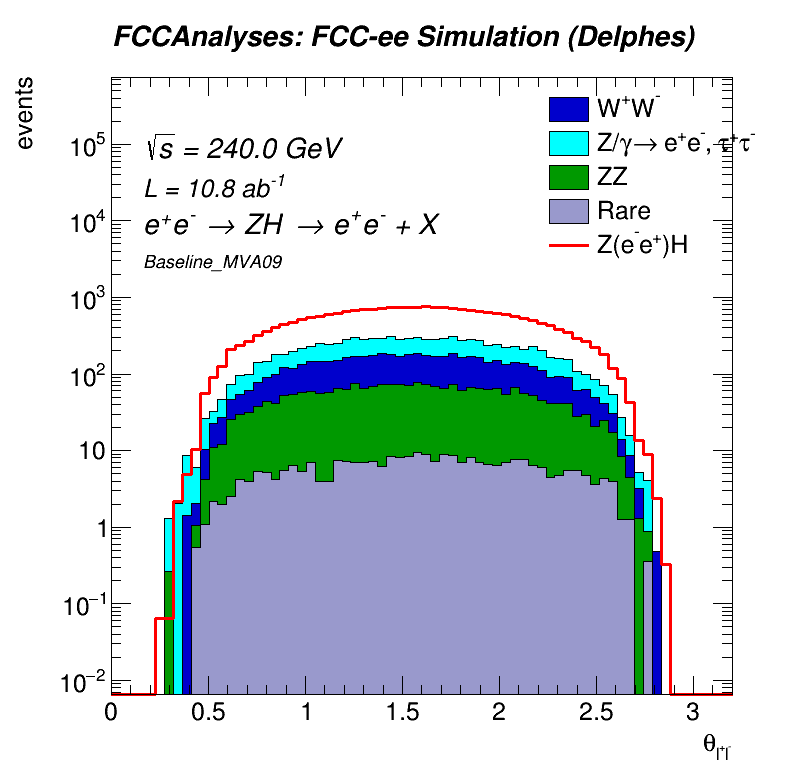 FCCAnalyses: FCC-ee Simulation (Delphes)
events
√s = 240.0 GeV
L = 10.8 ab⁻¹
e⁺e⁻ → ZH → e⁺e⁻ + X
Baseline_MVA09
W⁺W⁻
Z/γ→ e⁺e⁻, τ⁺τ⁻
ZZ
Rare
Z(e⁻e⁺)H
10⁵
10⁴
10³
10²
10
1
10⁻¹
10⁻²
0 0.5 1 1.5 2 2.5 3
θ_l⁺l⁻